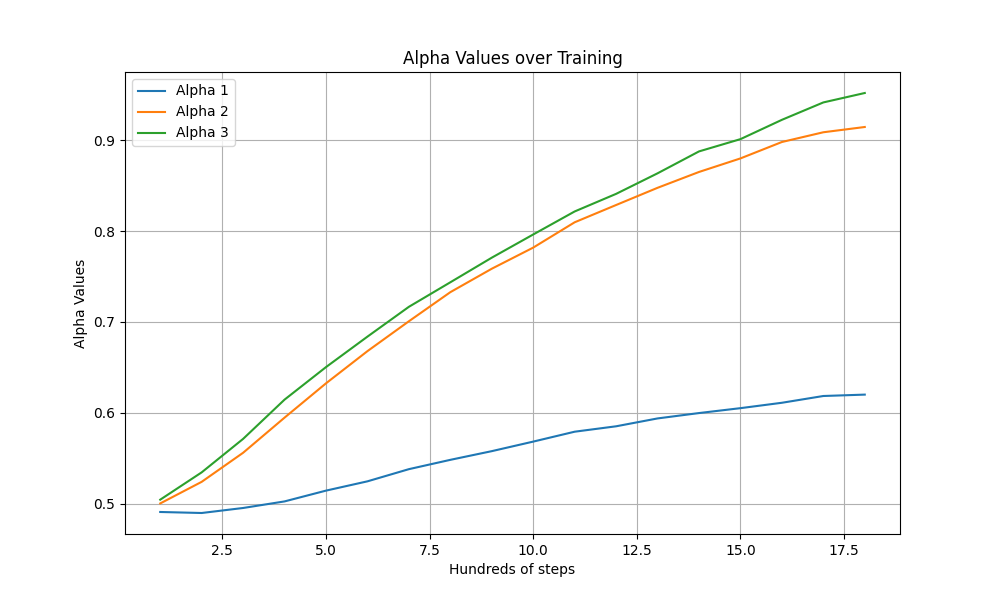 Alpha Values over Training
Alpha 1
Alpha 2
Alpha 3
Alpha Values
0.9
0.8
0.7
0.6
0.5
2.5 5.0 7.5 10.0 12.5 15.0 17.5
Hundreds of steps